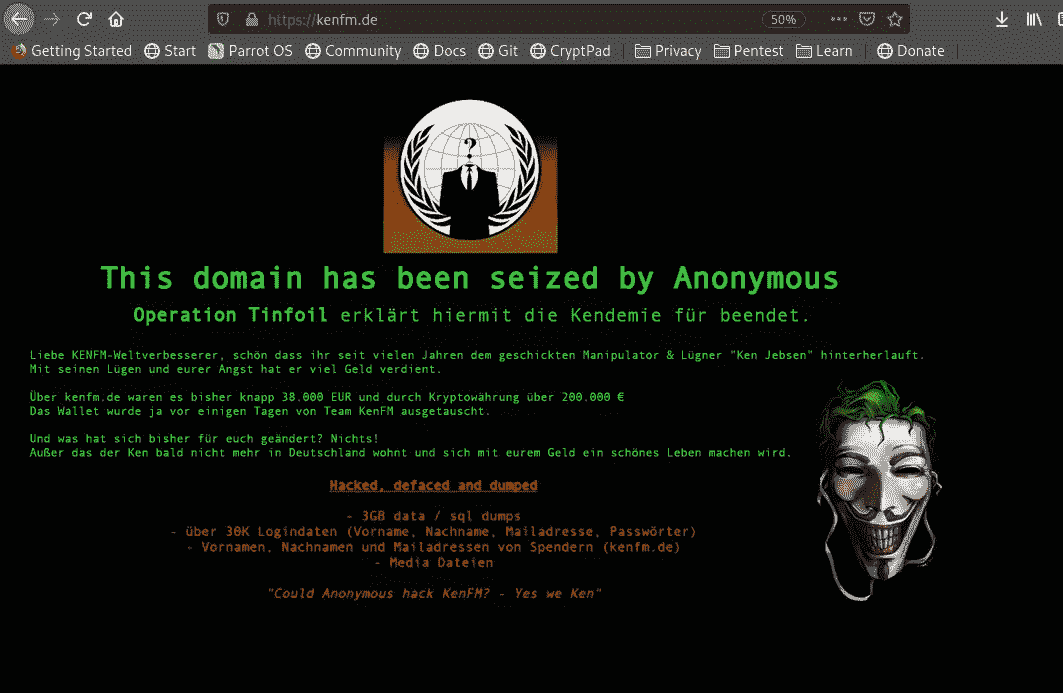 https://kenfm.de
50%
Getting Started
Start
Parrot OS
Community
Docs
Git
CryptPad
Privacy
Pentest
Learn
Donate
?
This domain has been seized by Anonymous
Operation Tinfoil erklärt hiermit die Kendemie für beendet.
Liebe KENFM-Weltverbesserer, schön dass ihr seit vielen Jahren dem geschickten Manipulator & Lügner "Ken Jebsen" hinterherlauft.
Mit seinen Lügen und eurer Angst hat er viel Geld verdient.
Über kenfm.de waren es bisher knapp 38.000 EUR und durch Kryptowährung über 200.000 €
Das Wallet wurde ja vor einigen Tagen von Team KenFM ausgetauscht.
Und was hat sich bisher für euch geändert? Nichts!
Außer das der Ken bald nicht mehr in Deutschland wohnt und sich mit eurem Geld ein schönes Leben machen wird.
Hacked, defaced and dumped
- 3GB data / sql dumps
- über 30K Logindaten (Vorname, Nachname, Mailadresse, Passwörter)
- Vornamen, Nachnamen und Mailadressen von Spendern (kenfm.de)
- Media Dateien
"Could Anonymous hack KenFM? - Yes we Ken"